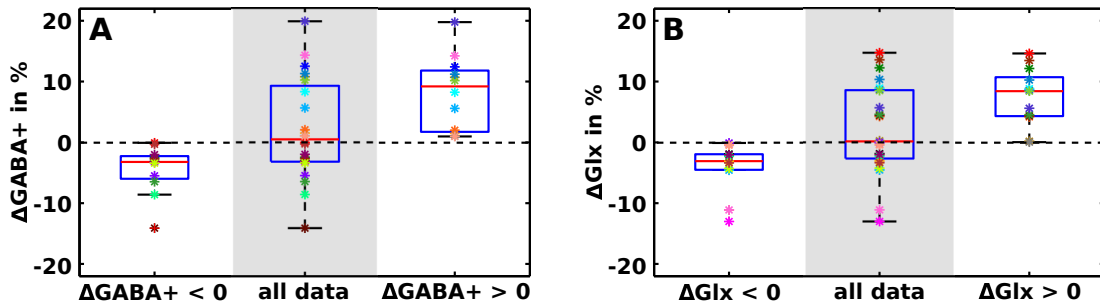 A
ΔGABA+ in %
20
10
0
-10
-20
ΔGABA+ < 0
all data
ΔGABA+ > 0
B
ΔGlx in %
20
10
0
-10
-20
ΔGlx < 0
all data
ΔGlx > 0